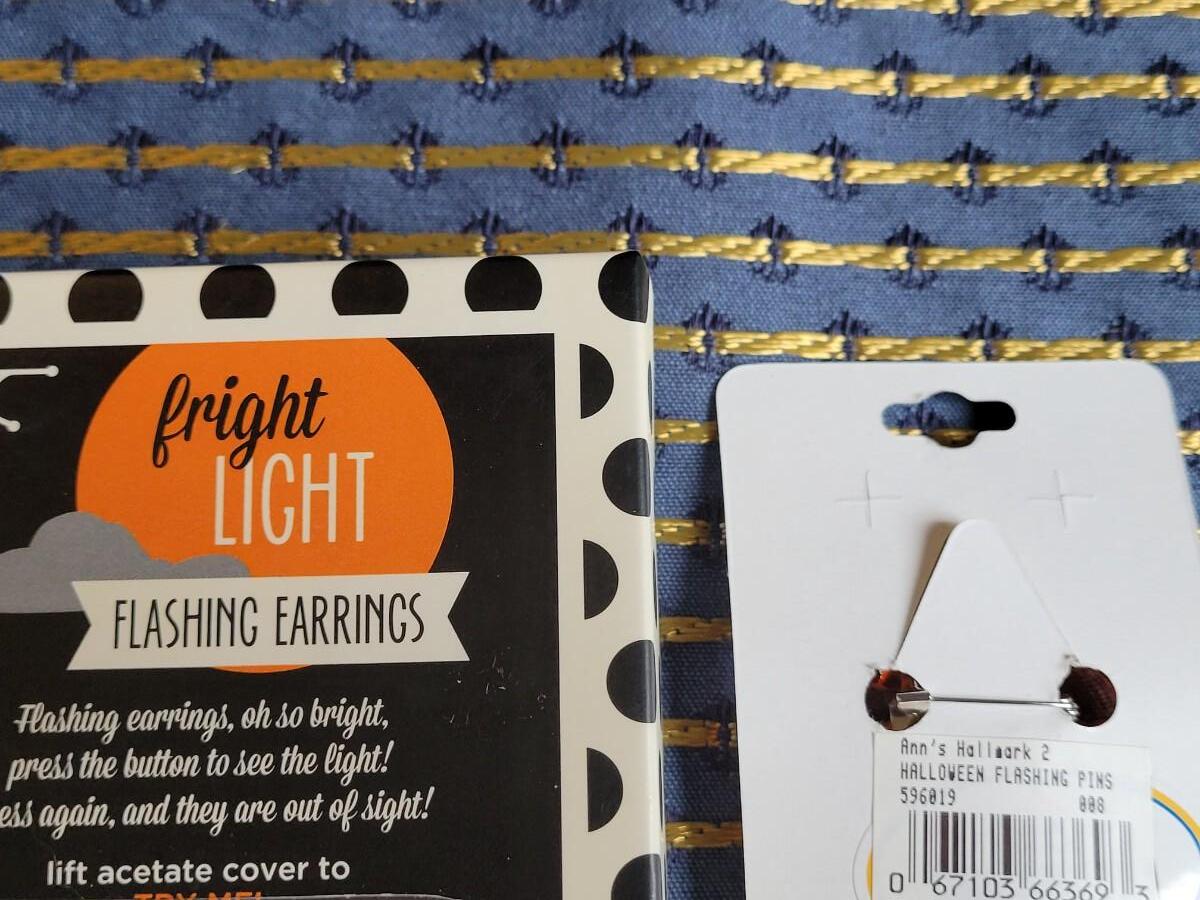 fright
LIGHT
FLASHING EARRINGS
Flashing earrings, oh so bright,
press the button to see the light!
ess again, and they are out of sight!
lift acetate cover to
TRY ME!
Ann's Hallmark 2
HALLOWEEN FLASHING PINS
596019 008
0 67103 66369 3